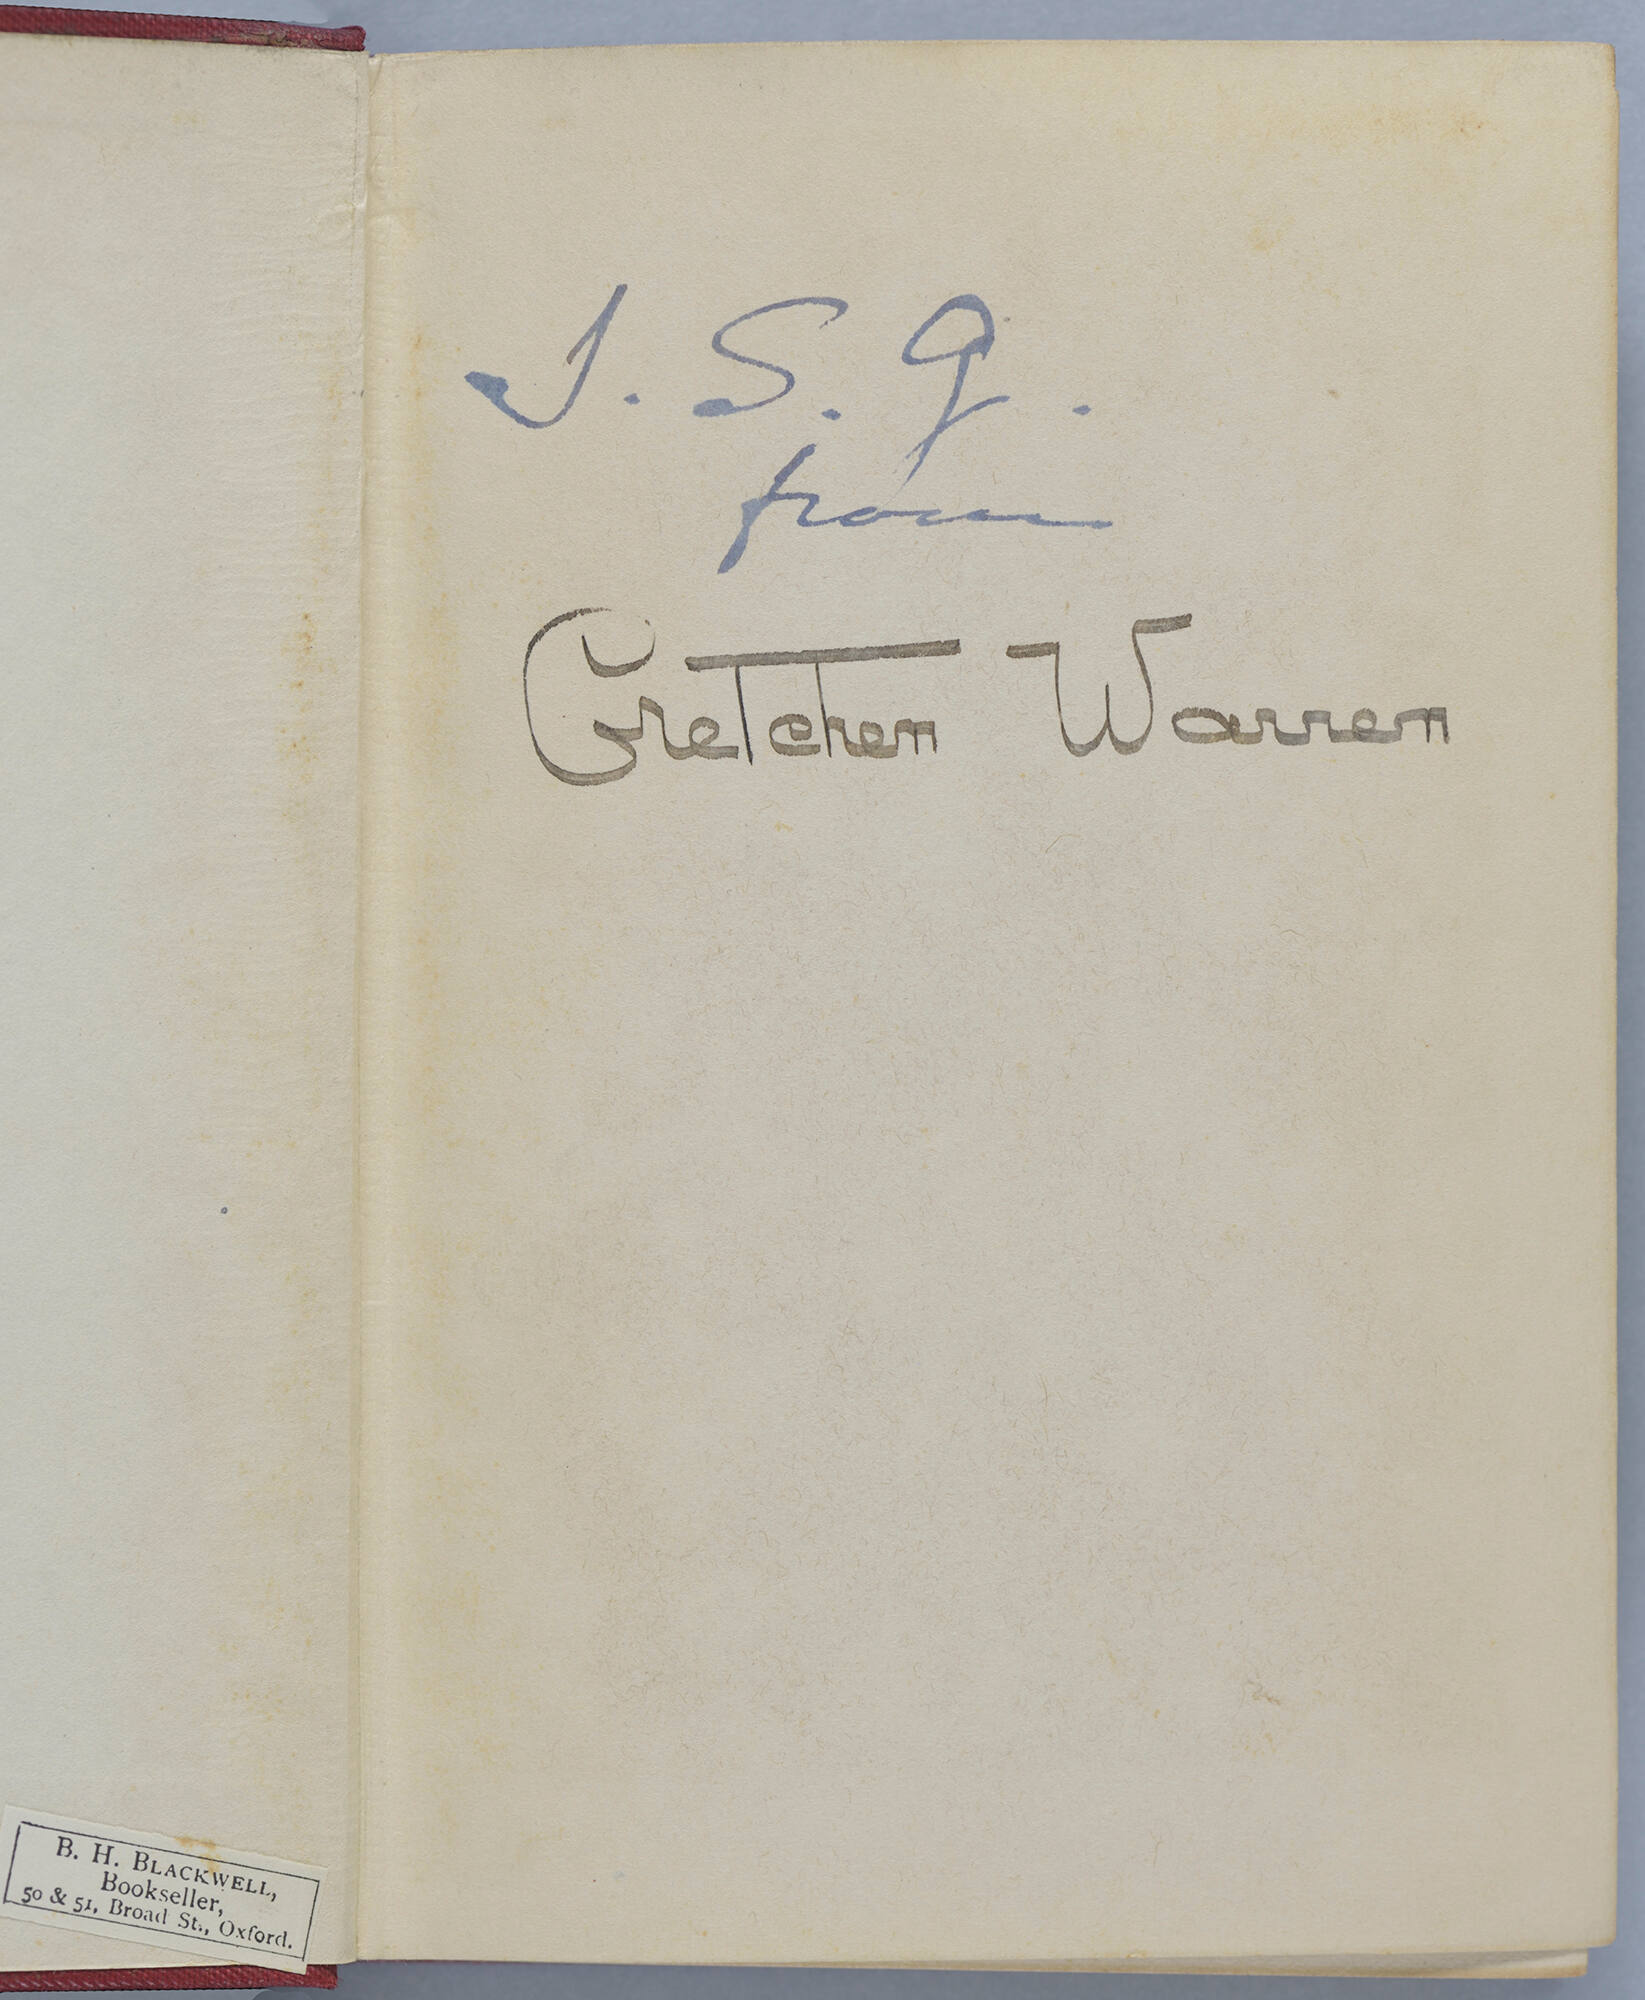 I. S. G.
from
Gretchen Warren
B. H. BLACKWELL,
Bookseller,
50 & 51, Broad St., Oxford.